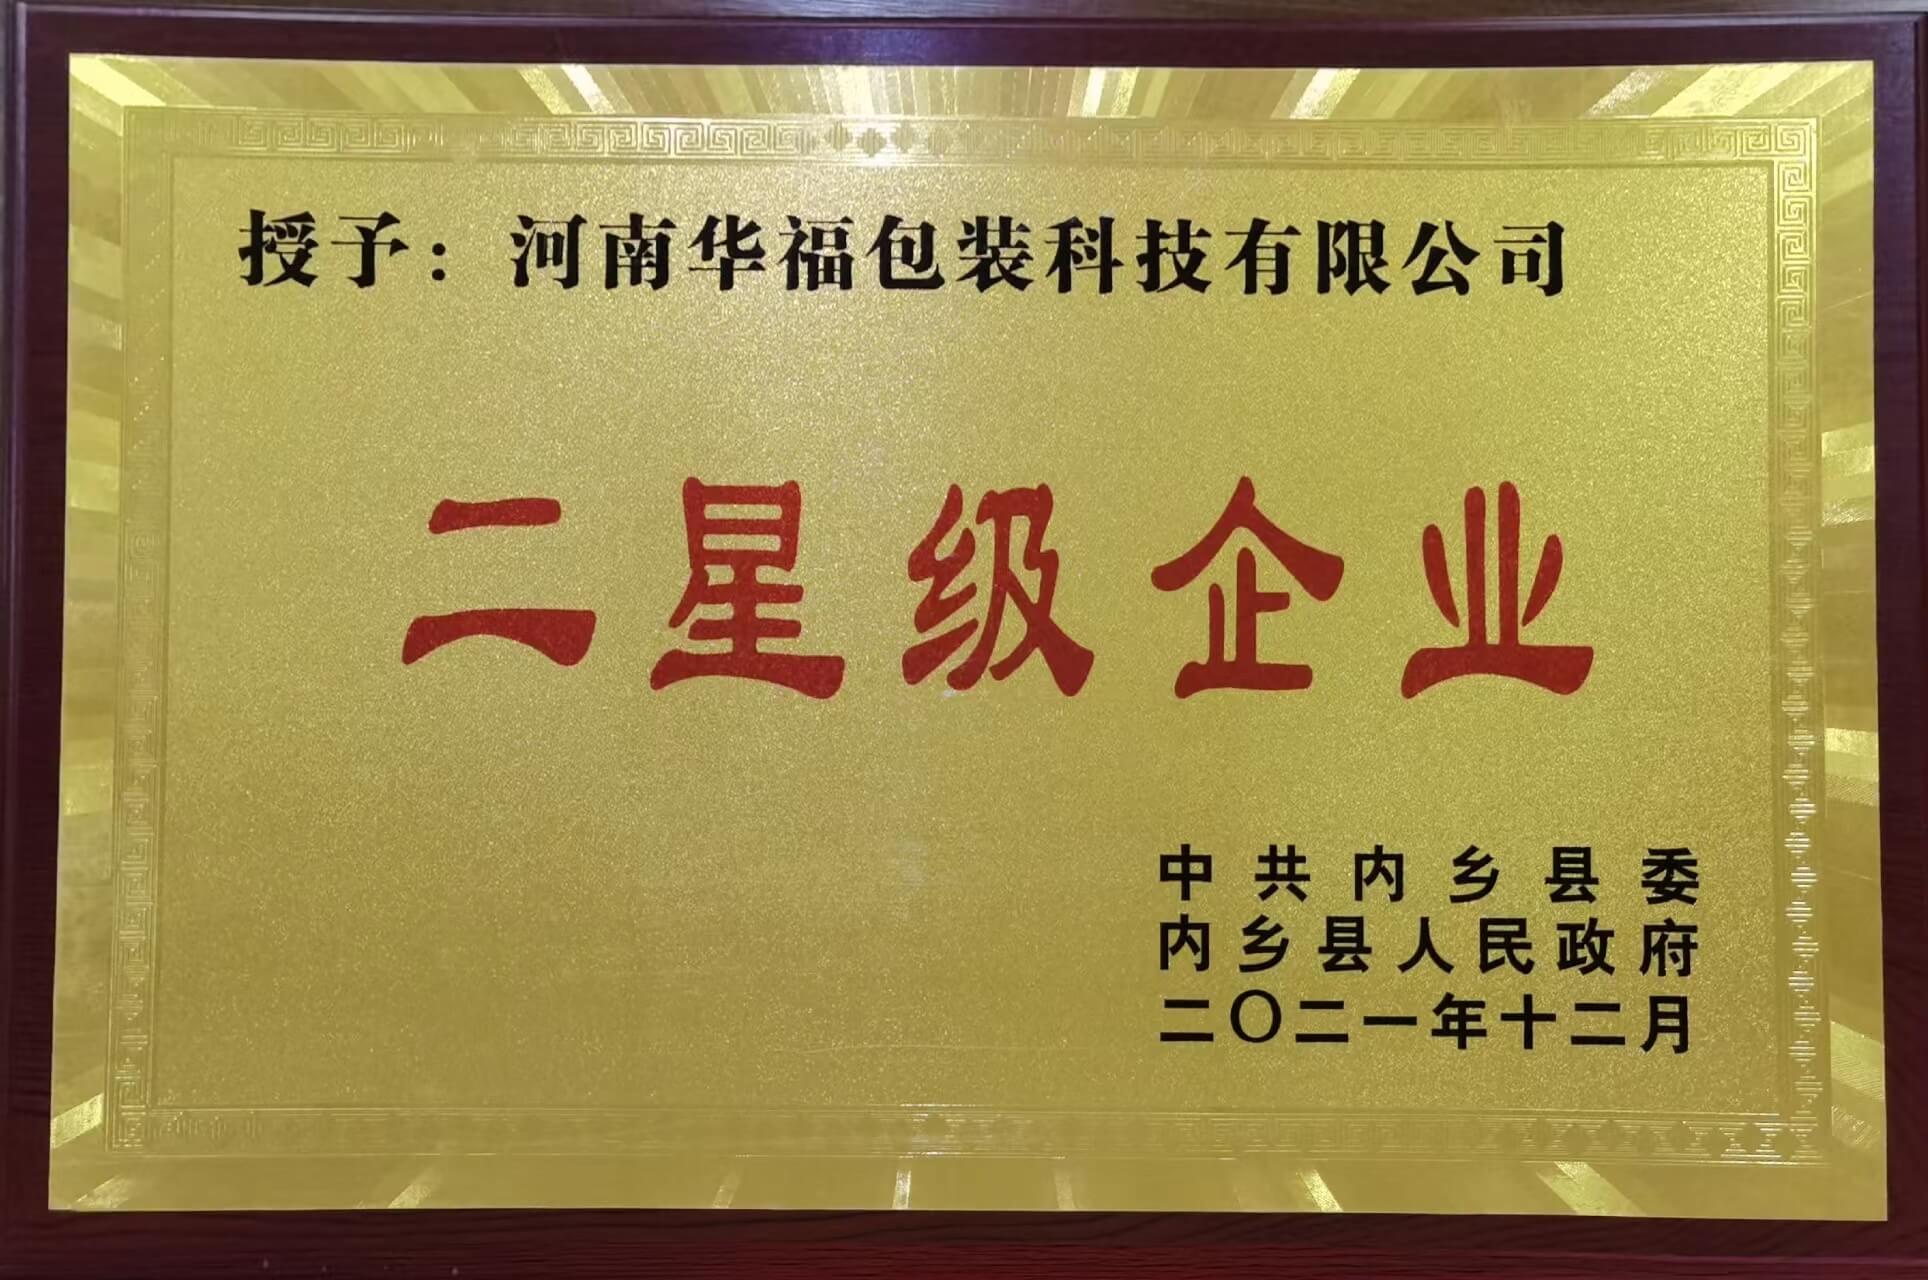 授予：河南华福包装科技有限公司
二星级企业
中共内乡县委
内乡县人民政府
二〇二一年十二月